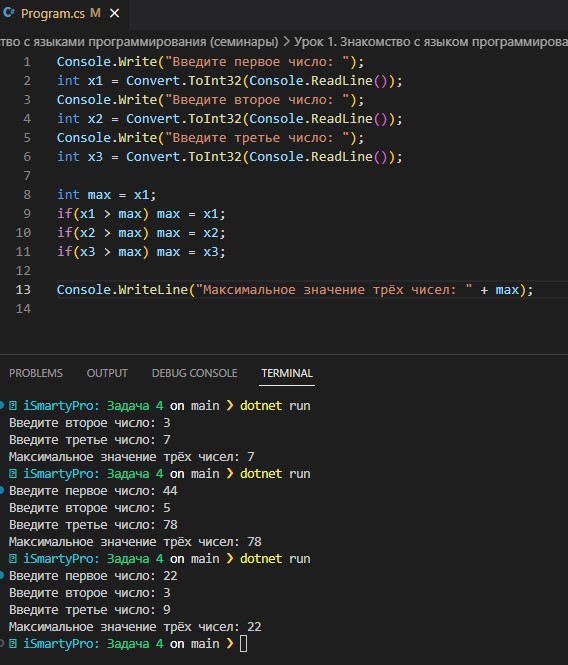 Program.cs M
тво с языками программирования (семинары) > Урок 1. Знакомство с языком программирова
1 Console.Write("Введите первое число: ");
2 int x1 = Convert.ToInt32(Console.ReadLine());
3 Console.Write("Введите второе число: ");
4 int x2 = Convert.ToInt32(Console.ReadLine());
5 Console.Write("Введите третье число: ");
6 int x3 = Convert.ToInt32(Console.ReadLine());
7
8 int max = x1;
9 if(x1 > max) max = x1;
10 if(x2 > max) max = x2;
11 if(x3 > max) max = x3;
12
13 Console.WriteLine("Максимальное значение трёх чисел: " + max);
14
PROBLEMS OUTPUT DEBUG CONSOLE TERMINAL
iSmartyPro: Задача 4 on main ❯ dotnet run
Введите второе число: 3
Введите третье число: 7
Максимальное значение трёх чисел: 7
iSmartyPro: Задача 4 on main ❯ dotnet run
Введите первое число: 44
Введите второе число: 5
Введите третье число: 78
Максимальное значение трёх чисел: 78
iSmartyPro: Задача 4 on main ❯ dotnet run
Введите первое число: 22
Введите второе число: 3
Введите третье число: 9
Максимальное значение трёх чисел: 22
iSmartyPro: Задача 4 on main ❯